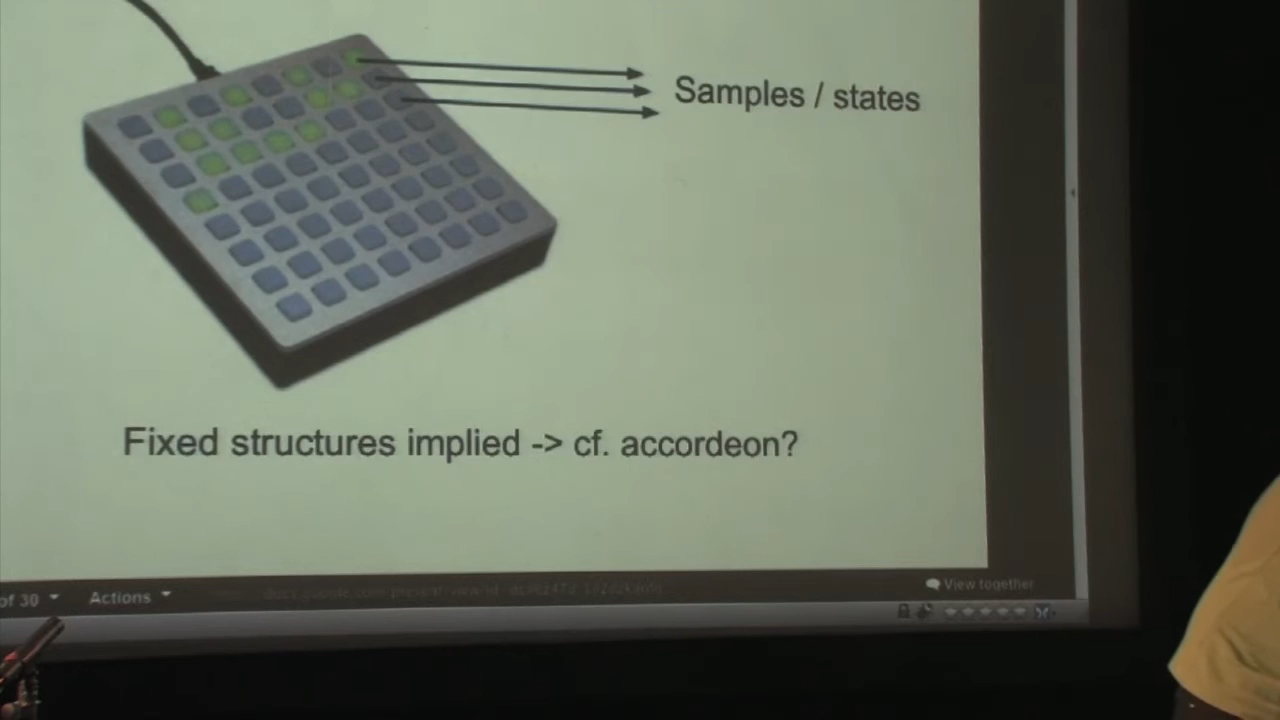 Samples / states
Fixed structures implied -> cf. accordeon?
of 30
Actions
View together